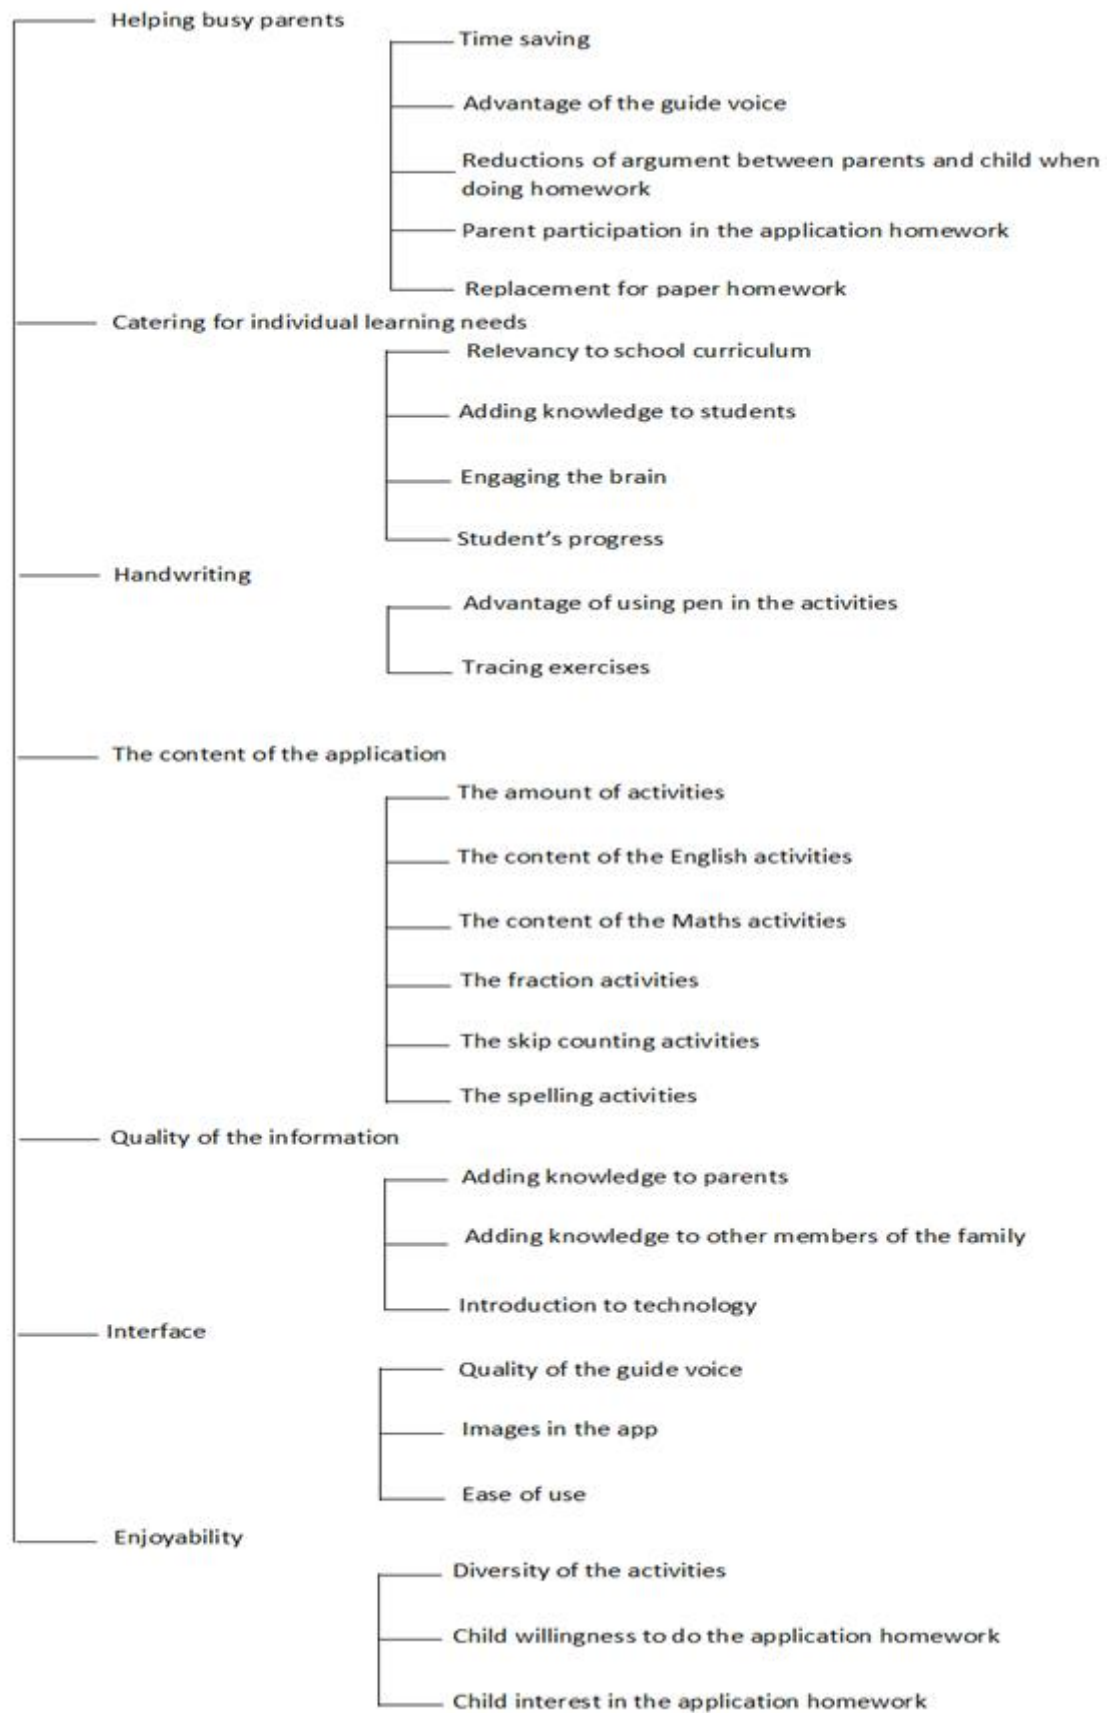 Helping busy parents
Time saving
Advantage of the guide voice
Reductions of argument between parents and child when
doing homework
Parent participation in the application homework
Replacement for paper homework
Catering for individual learning needs
Relevancy to school curriculum
Adding knowledge to students
Engaging the brain
Student’s progress
Handwriting
Advantage of using pen in the activities
Tracing exercises
The content of the application
The amount of activities
The content of the English activities
The content of the Maths activities
The fraction activities
The skip counting activities
The spelling activities
Quality of the information
Adding knowledge to parents
Adding knowledge to other members of the family
Introduction to technology
Interface
Quality of the guide voice
Images in the app
Ease of use
Enjoyability
Diversity of the activities
Child willingness to do the application homework
Child interest in the application homework